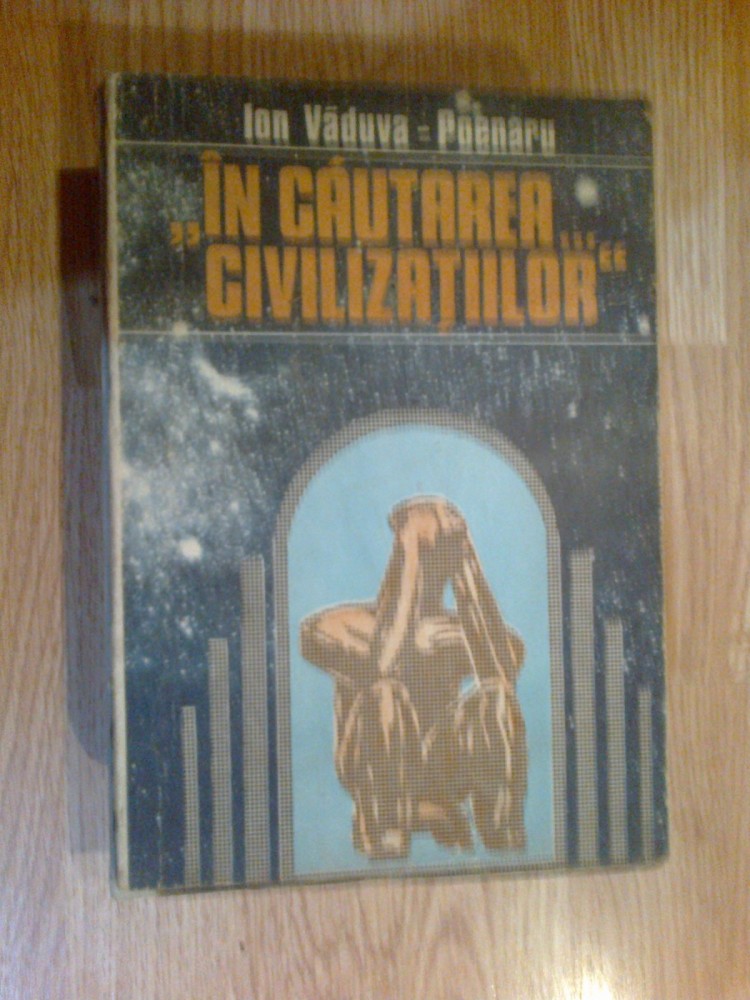 Ion Văduva - Poenaru
„ÎN CĂUTAREA...
CIVILIZAȚIILOR“